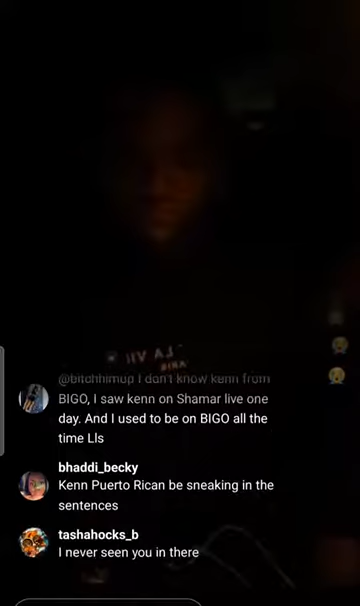 @bitchhimup I don't know kenn from
BIGO, I saw kenn on Shamar live one
day. And I used to be on BIGO all the
time Lls
bhaddi_becky
Kenn Puerto Rican be sneaking in the
sentences
tashahocks_b
I never seen you in there